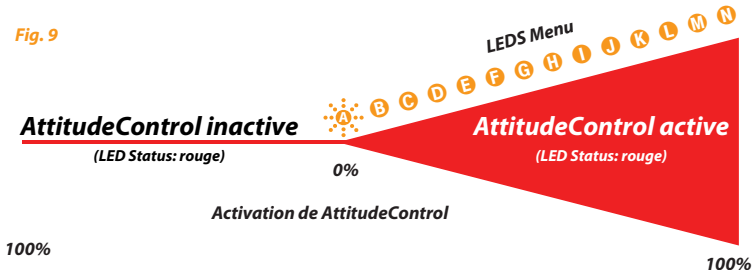 Fig. 9
LEDS Menu
A B C D E F G H I J K L M N
AttitudeControl inactive
(LED Status: rouge)
AttitudeControl active
(LED Status: rouge)
0%
Activation de AttitudeControl
100%
100%